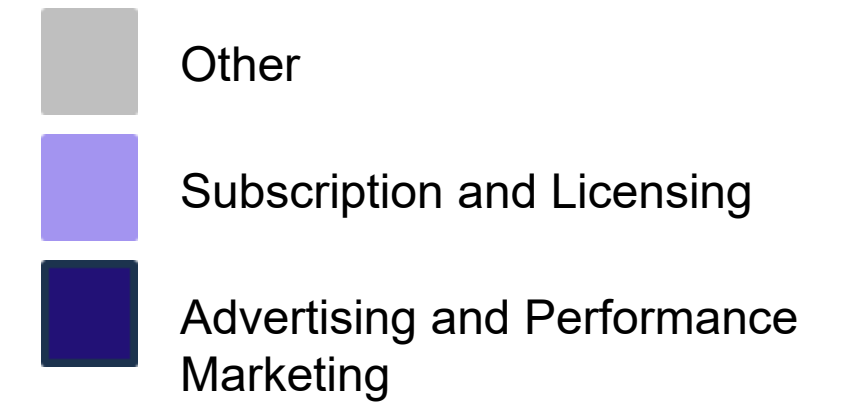 Other
Subscription and Licensing
Advertising and Performance
Marketing